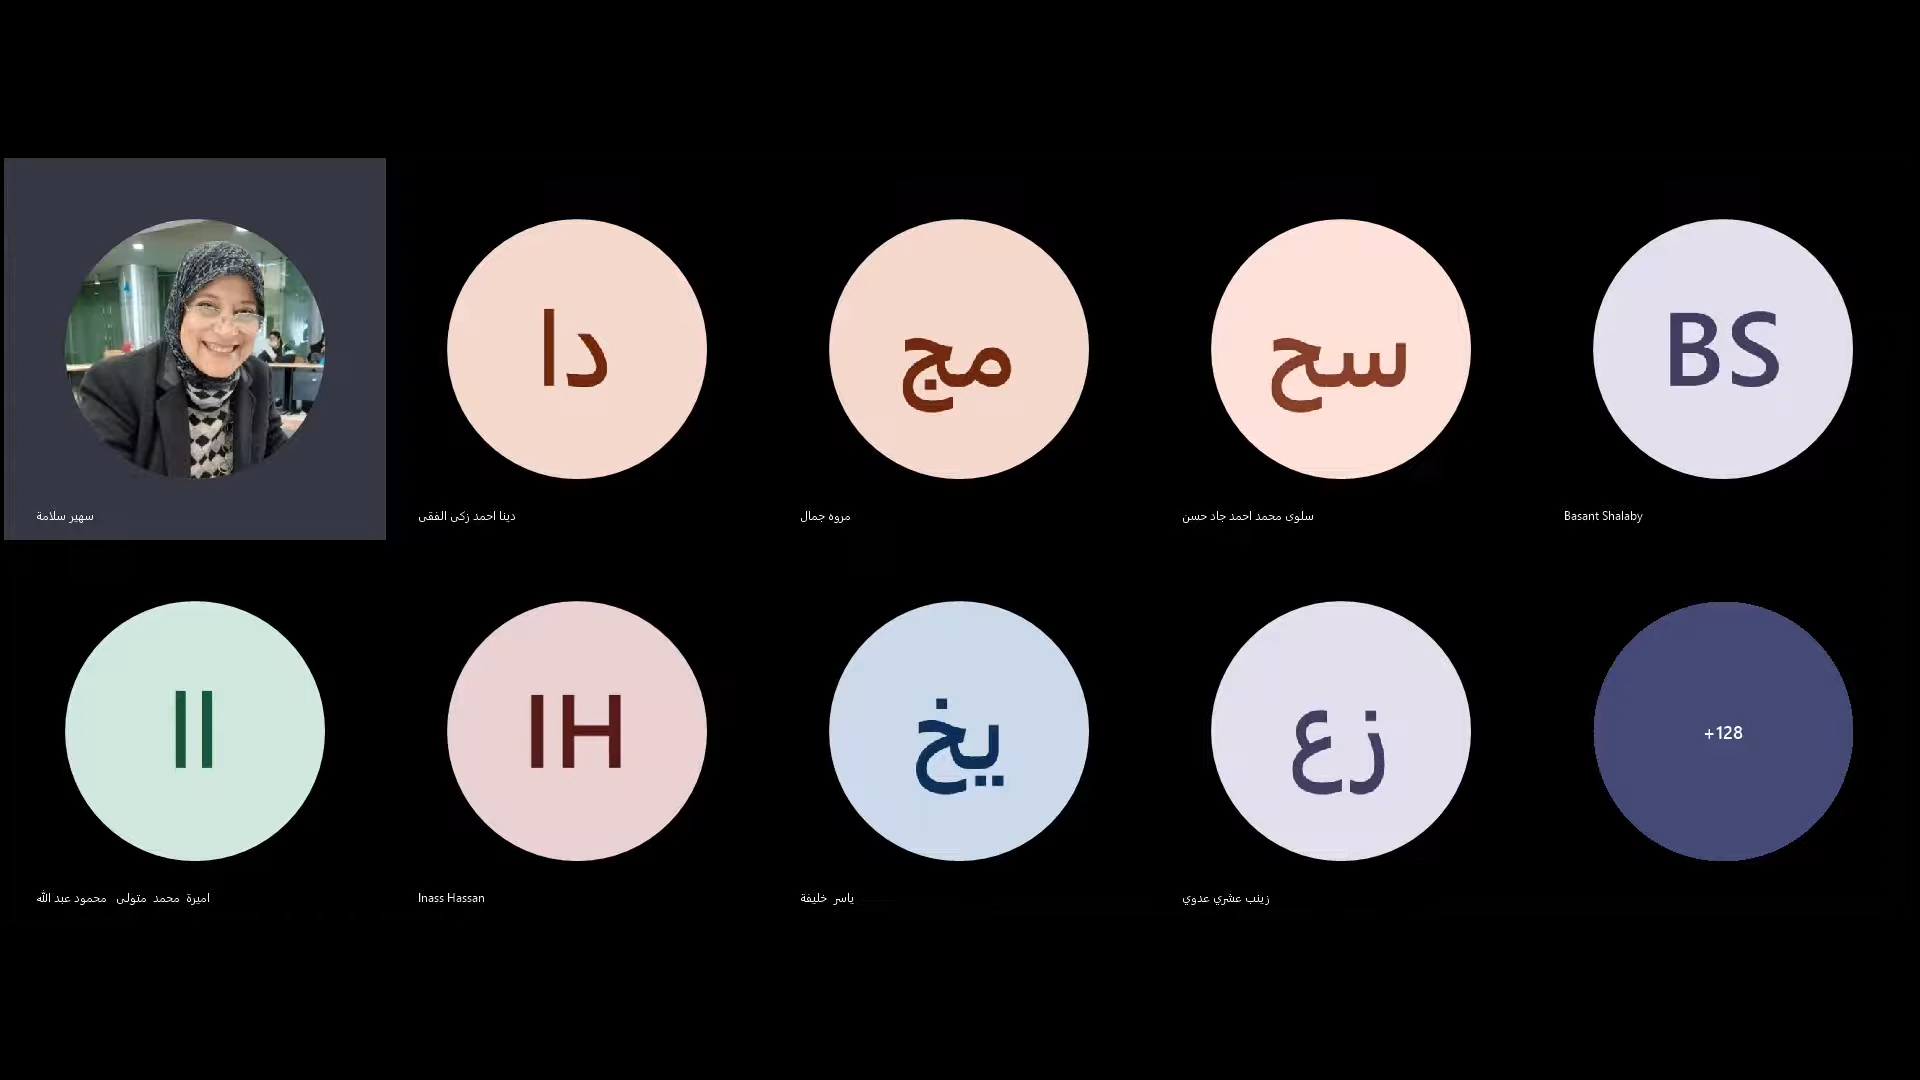 دا
مج
سح
BS
سهير سلامة
دينا احمد زكى الفقى
مروه جمال
سلوى محمد احمد جاد حسن
Basant Shalaby
اا
IH
يخ
زع
+128
اميرة محمد متولى محمود عبد الله
Inass Hassan
ياسر خليفة
زينب عشري عدوي